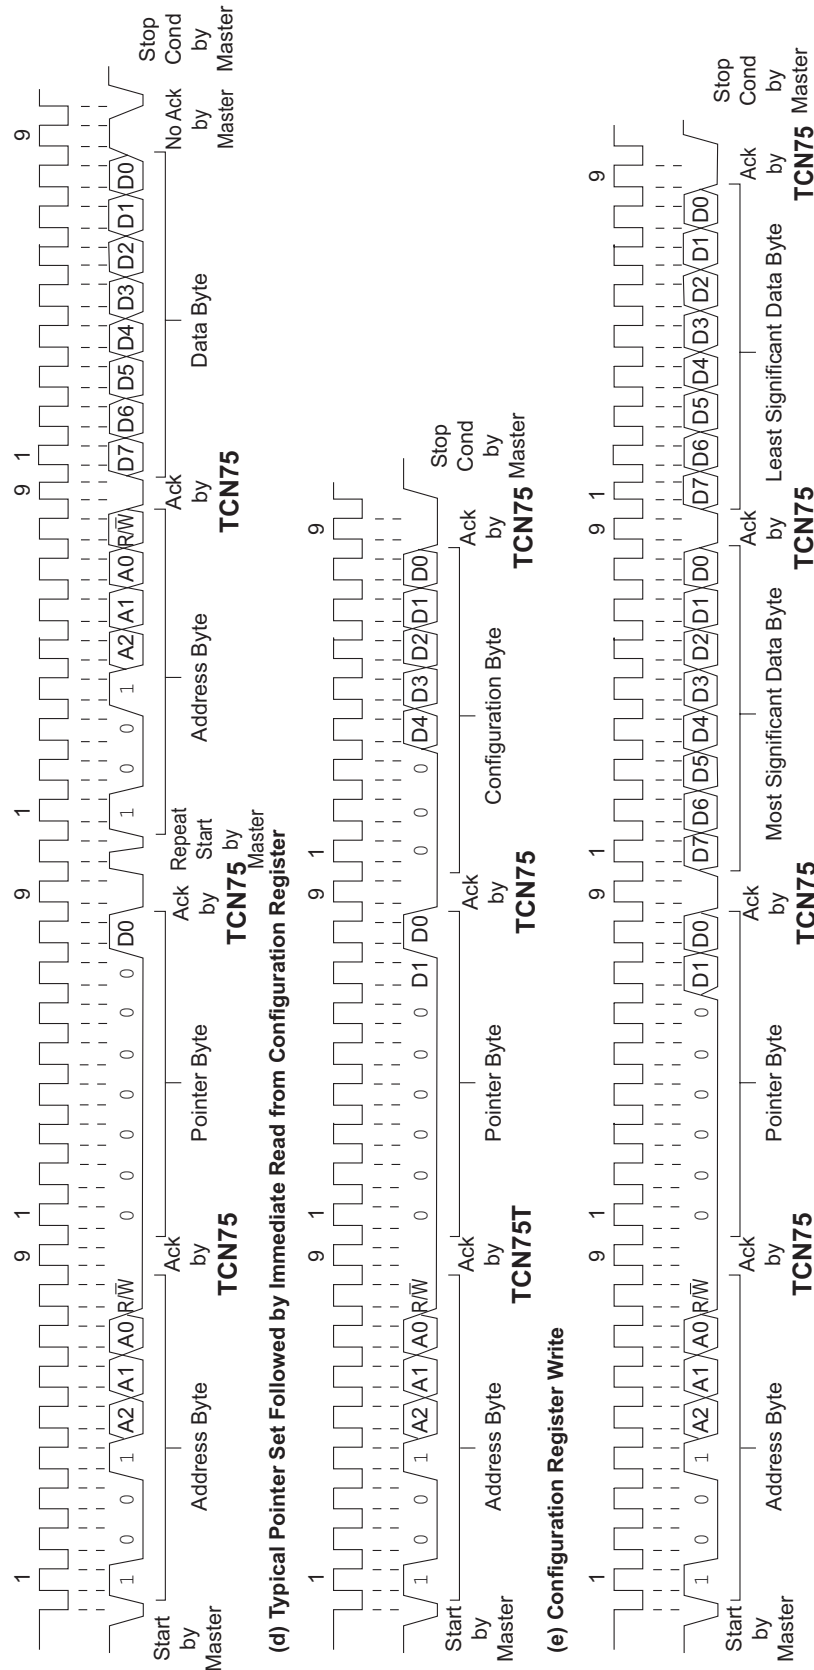 1 9 1 9 1 9 1 9
1 0 0 1 A2 A1 A0 R/W̅ 0 0 0 0 0 0 0 D0 1 0 0 1 A2 A1 A0 R/W̅ D7 D6 D5 D4 D3 D2 D1 D0
Start
by
Master
Address Byte
Ack
by
TCN75
Pointer Byte
Ack
by
TCN75
Repeat
Start
by
Master
Address Byte
Ack
by
TCN75
Data Byte
No Ack
by
Master
Stop
Cond
by
Master
(d) Typical Pointer Set Followed by Immediate Read from Configuration Register
1 9 1 9 1 9
1 0 0 1 A2 A1 A0 R/W̅ 0 0 0 0 0 0 D1 D0 0 0 0 D4 D3 D2 D1 D0
Start
by
Master
Address Byte
Ack
by
TCN75T
Pointer Byte
Ack
by
TCN75
Configuration Byte
Ack
by
TCN75
Stop
Cond
by
Master
(e) Configuration Register Write
1 9 1 9 1 9 1 9
1 0 0 1 A2 A1 A0 R/W̅ 0 0 0 0 0 0 D1 D0 D7 D6 D5 D4 D3 D2 D1 D0 D7 D6 D5 D4 D3 D2 D1 D0
Start
by
Master
Address Byte
Ack
by
TCN75
Pointer Byte
Ack
by
TCN75
Most Significant Data Byte
Ack
by
TCN75
Least Significant Data Byte
Ack
by
TCN75
Stop
Cond
by
Master